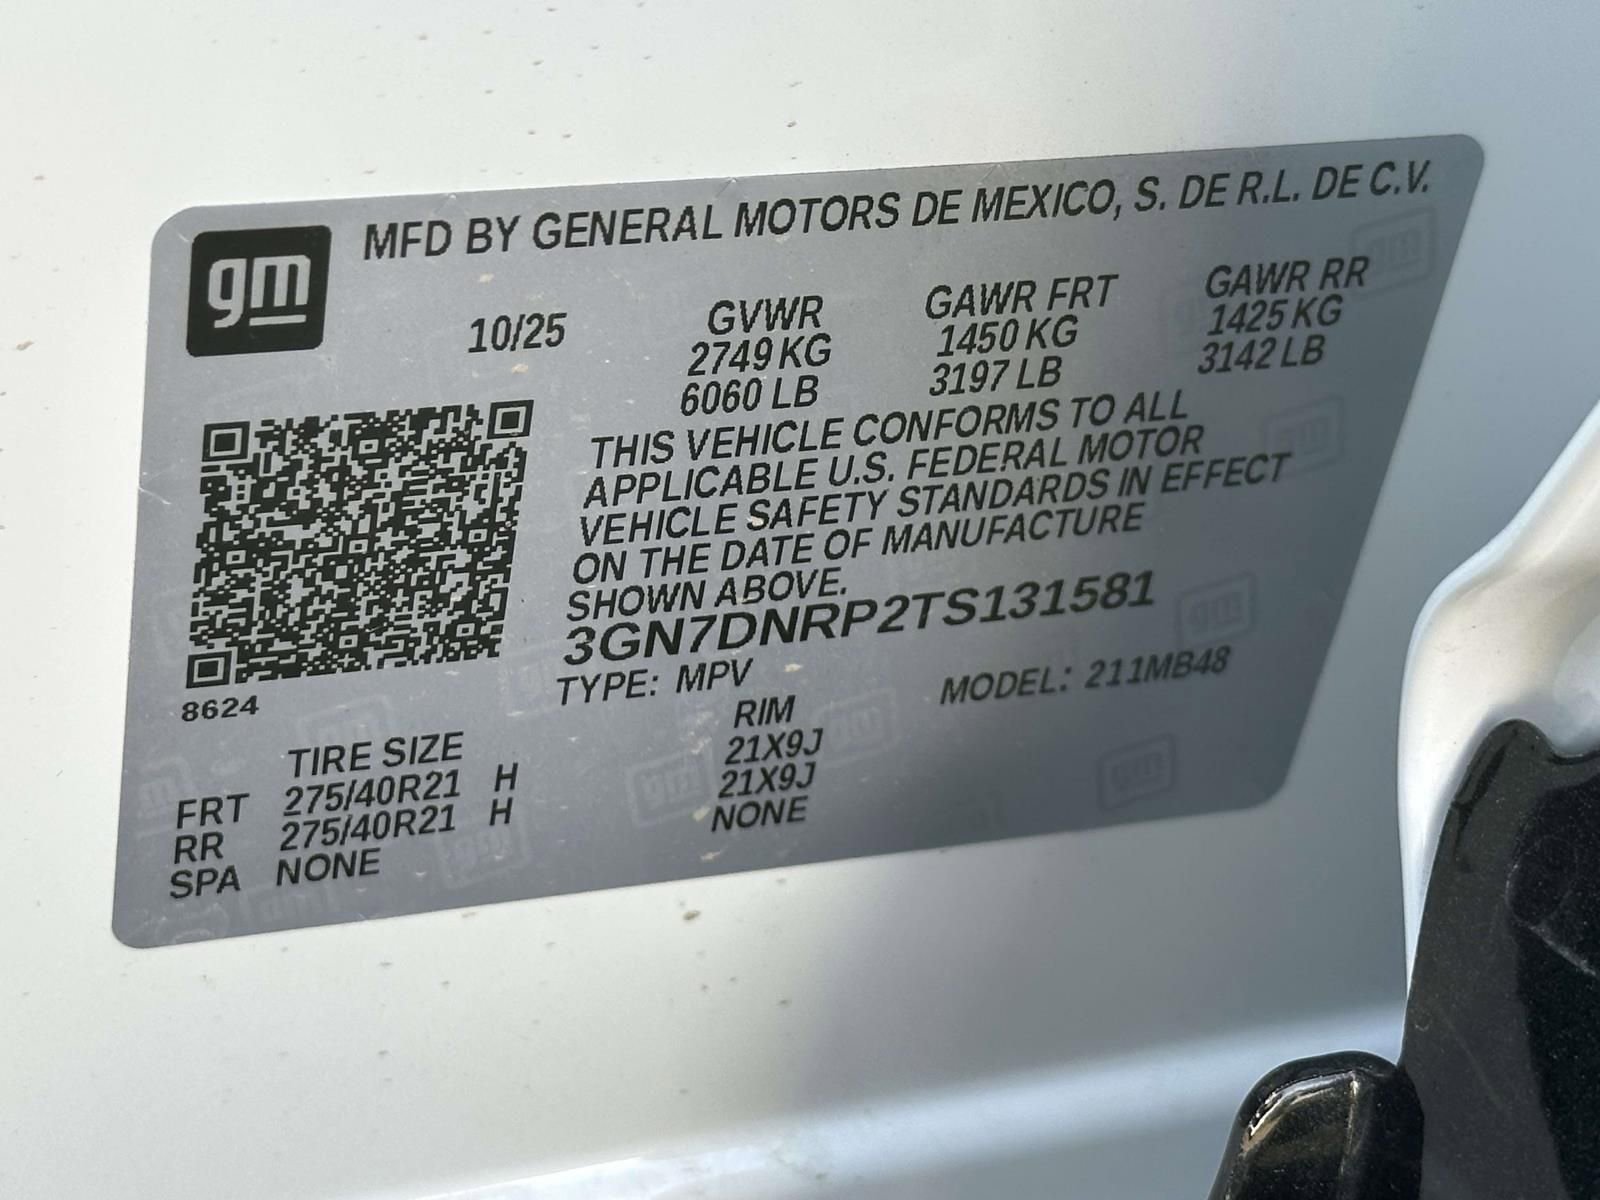 gm
MFD BY GENERAL MOTORS DE MEXICO, S. DE R.L. DE C.V.
10/25 GVWR GAWR FRT GAWR RR
2749 KG 1450 KG 1425 KG
6060 LB 3197 LB 3142 LB
THIS VEHICLE CONFORMS TO ALL
APPLICABLE U.S. FEDERAL MOTOR
VEHICLE SAFETY STANDARDS IN EFFECT
ON THE DATE OF MANUFACTURE
SHOWN ABOVE.
3GN7DNRP2TS131581
TYPE: MPV MODEL: 211MB48
8624
TIRE SIZE RIM
FRT 275/40R21 H 21X9J
RR 275/40R21 H 21X9J
SPA NONE NONE